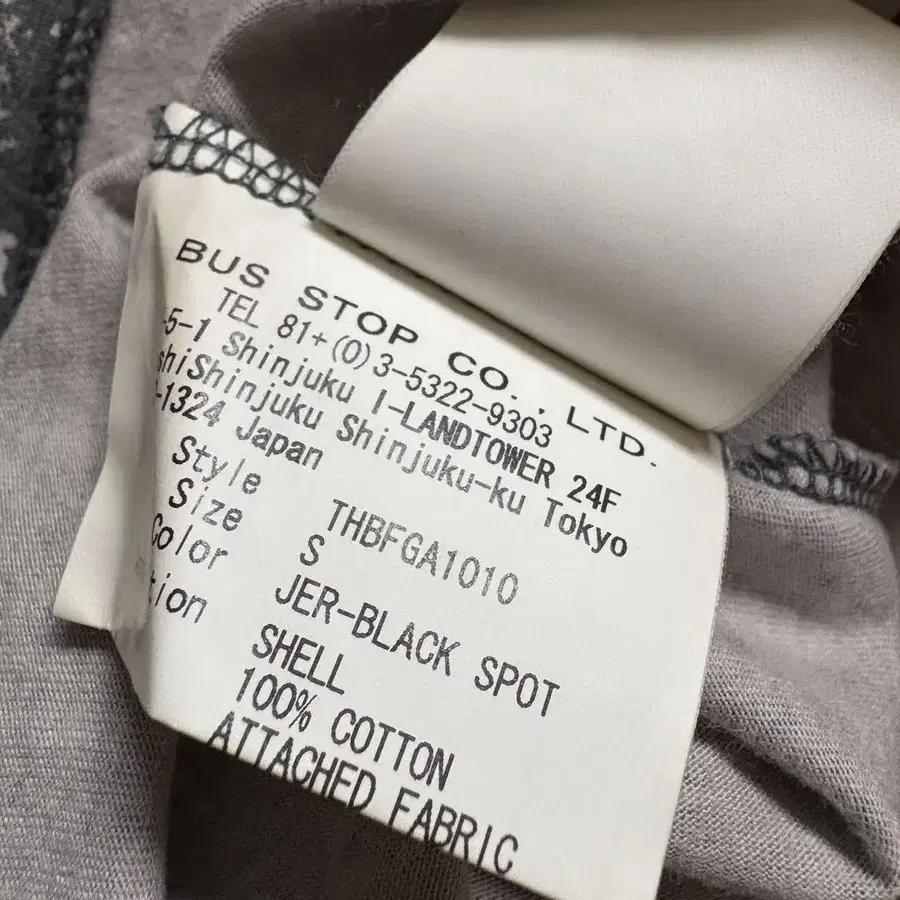 BUS STOP CO.,LTD.
TEL 81+(0)3-5322-9303
-5-1 Shinjuku I-LANDTOWER 24F
shiShinjuku Shinjuku-ku Tokyo
-1324 Japan
Style THBFGA1010
Size S
Color JER-BLACK SPOT
tion SHELL
100% COTTON
ATTACHED FABRIC